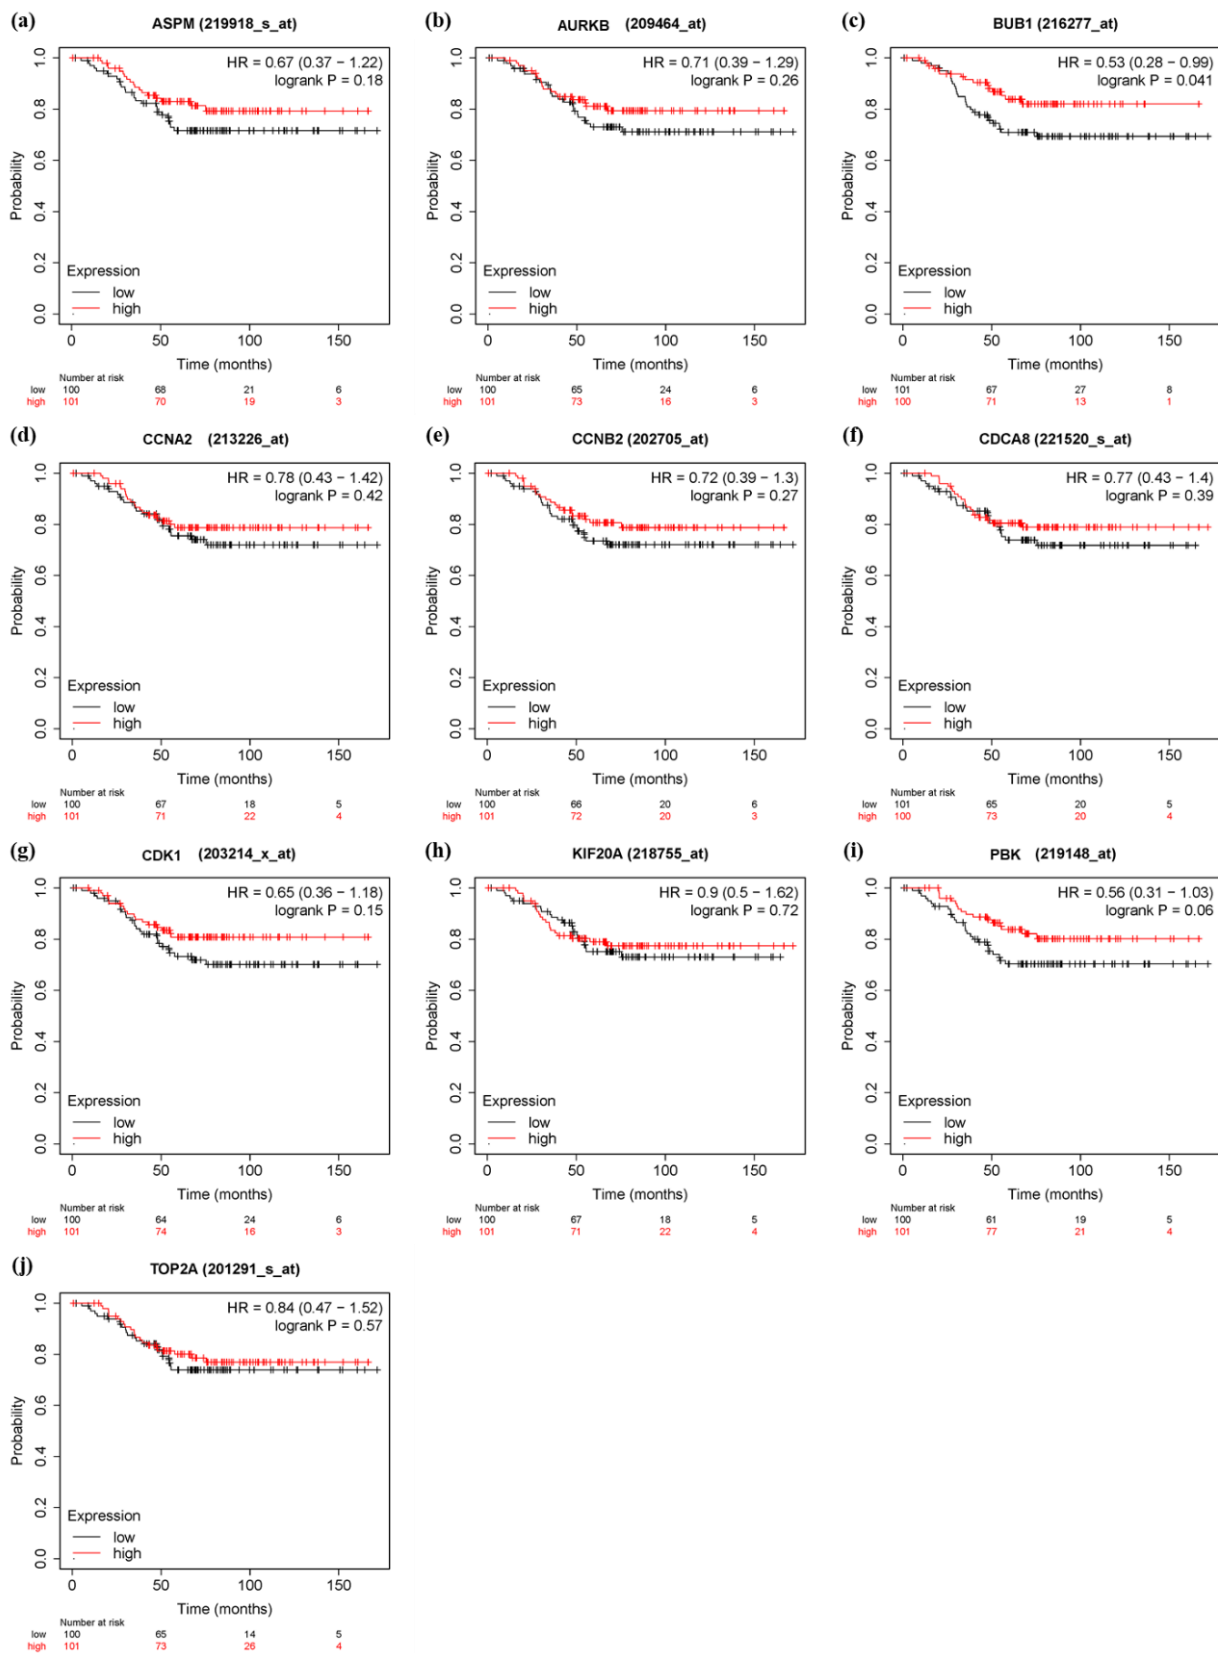 (a)
ASPM (219918_s_at)
HR = 0.67 (0.37 − 1.22)
logrank P = 0.18
Probability
1.0
0.8
0.6
0.4
0.2
0.0
Expression
low
high
0 50 100 150
Time (months)
Number at risk
low 100 68 21 6
high 101 70 19 3
(b)
AURKB (209464_at)
HR = 0.71 (0.39 − 1.29)
logrank P = 0.26
Probability
1.0
0.8
0.6
0.4
0.2
0.0
Expression
low
high
0 50 100 150
Time (months)
Number at risk
low 100 65 24 6
high 101 73 16 3
(c)
BUB1 (216277_at)
HR = 0.53 (0.28 − 0.99)
logrank P = 0.041
Probability
1.0
0.8
0.6
0.4
0.2
0.0
Expression
low
high
0 50 100 150
Time (months)
Number at risk
low 101 67 27 8
high 100 71 13 1
(d)
CCNA2 (213226_at)
HR = 0.78 (0.43 − 1.42)
logrank P = 0.42
Probability
1.0
0.8
0.6
0.4
0.2
0.0
Expression
low
high
0 50 100 150
Time (months)
Number at risk
low 100 67 18 5
high 101 71 22 4
(e)
CCNB2 (202705_at)
HR = 0.72 (0.39 − 1.3)
logrank P = 0.27
Probability
1.0
0.8
0.6
0.4
0.2
0.0
Expression
low
high
0 50 100 150
Time (months)
Number at risk
low 100 66 20 6
high 101 72 20 3
(f)
CDCA8 (221520_s_at)
HR = 0.77 (0.43 − 1.4)
logrank P = 0.39
Probability
1.0
0.8
0.6
0.4
0.2
0.0
Expression
low
high
0 50 100 150
Time (months)
Number at risk
low 101 65 20 5
high 100 73 20 4
(g)
CDK1 (203214_x_at)
HR = 0.65 (0.36 − 1.18)
logrank P = 0.15
Probability
1.0
0.8
0.6
0.4
0.2
0.0
Expression
low
high
0 50 100 150
Time (months)
Number at risk
low 100 64 24 6
high 101 74 16 3
(h)
KIF20A (218755_at)
HR = 0.9 (0.5 − 1.62)
logrank P = 0.72
Probability
1.0
0.8
0.6
0.4
0.2
0.0
Expression
low
high
0 50 100 150
Time (months)
Number at risk
low 100 67 18 5
high 101 71 22 4
(i)
PBK (219148_at)
HR = 0.56 (0.31 − 1.03)
logrank P = 0.06
Probability
1.0
0.8
0.6
0.4
0.2
0.0
Expression
low
high
0 50 100 150
Time (months)
Number at risk
low 100 61 19 5
high 101 77 21 4
(j)
TOP2A (201291_s_at)
HR = 0.84 (0.47 − 1.52)
logrank P = 0.57
Probability
1.0
0.8
0.6
0.4
0.2
0.0
Expression
low
high
0 50 100 150
Time (months)
Number at risk
low 100 65 14 5
high 101 73 26 4